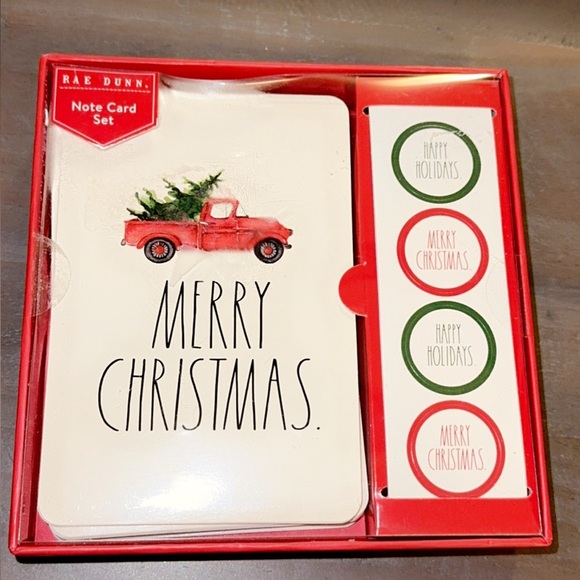 RAE DUNN.
Note Card
Set
MERRY
CHRISTMAS.
HAPPY
HOLIDAYS.
MERRY
CHRISTMAS.
HAPPY
HOLIDAYS.
MERRY
CHRISTMAS.